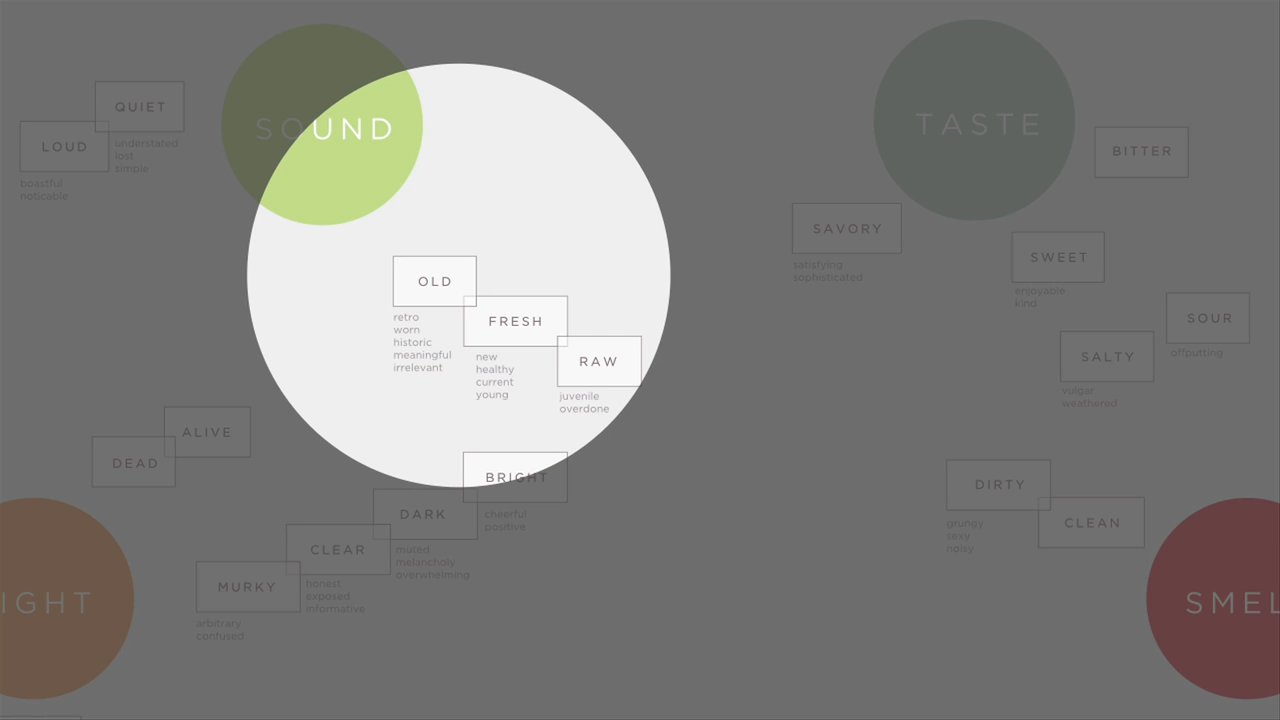 SOUND
QUIET
understated
lost
simple
LOUD
boastful
noticable
OLD
retro
worn
historic
meaningful
irrelevant
FRESH
new
healthy
current
young
RAW
juvenile
overdone
TASTE
BITTER
SAVORY
satisfying
sophisticated
SWEET
enjoyable
kind
SOUR
offputting
SALTY
vulgar
weathered
ALIVE
DEAD
BRIGHT
cheerful
positive
DARK
muted
melancholy
overwhelming
CLEAR
honest
exposed
informative
MURKY
arbitrary
confused
IGHT
DIRTY
grungy
sexy
noisy
CLEAN
SMEL